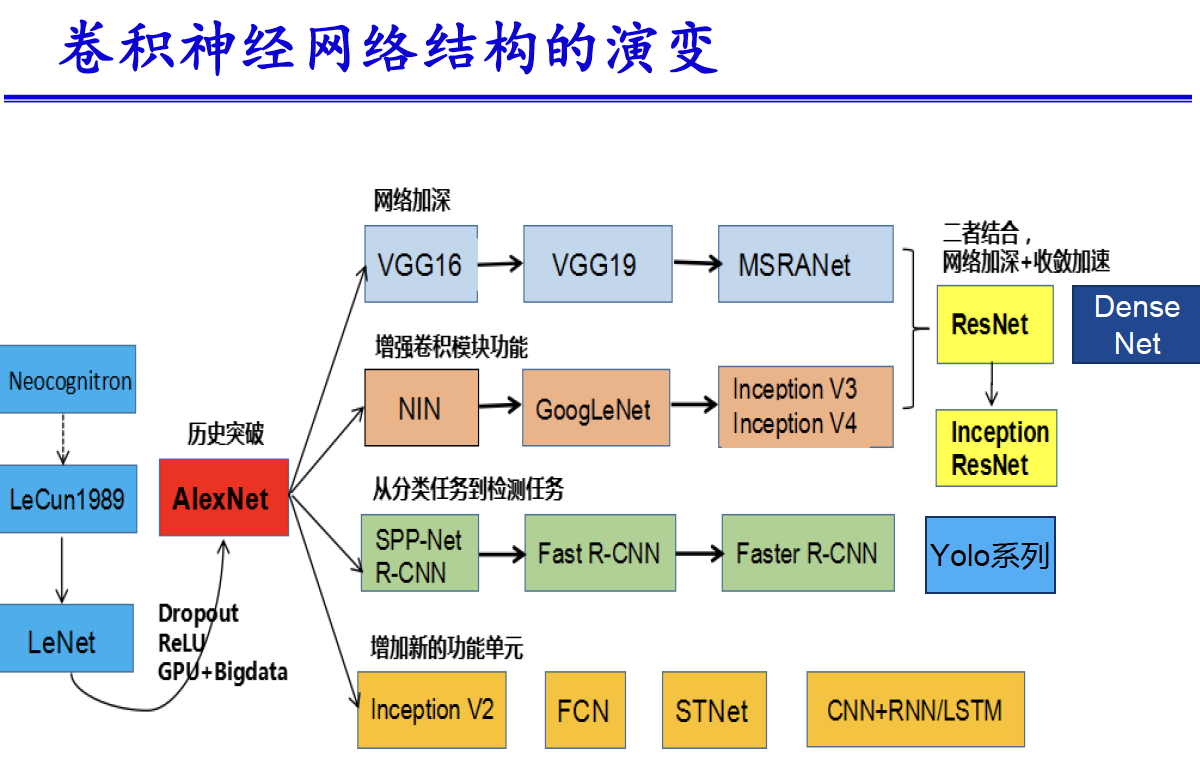 卷积神经网络结构的演变
网络加深
VGG16
VGG19
MSRANet
二者结合，
网络加深+收敛加速
ResNet
Dense
Net
增强卷积模块功能
NIN
GoogLeNet
Inception V3
Inception V4
Inception
ResNet
Neocognitron
LeCun1989
LeNet
历史突破
AlexNet
Dropout
ReLU
GPU+Bigdata
从分类任务到检测任务
SPP-Net
R-CNN
Fast R-CNN
Faster R-CNN
Yolo系列
增加新的功能单元
Inception V2
FCN
STNet
CNN+RNN/LSTM